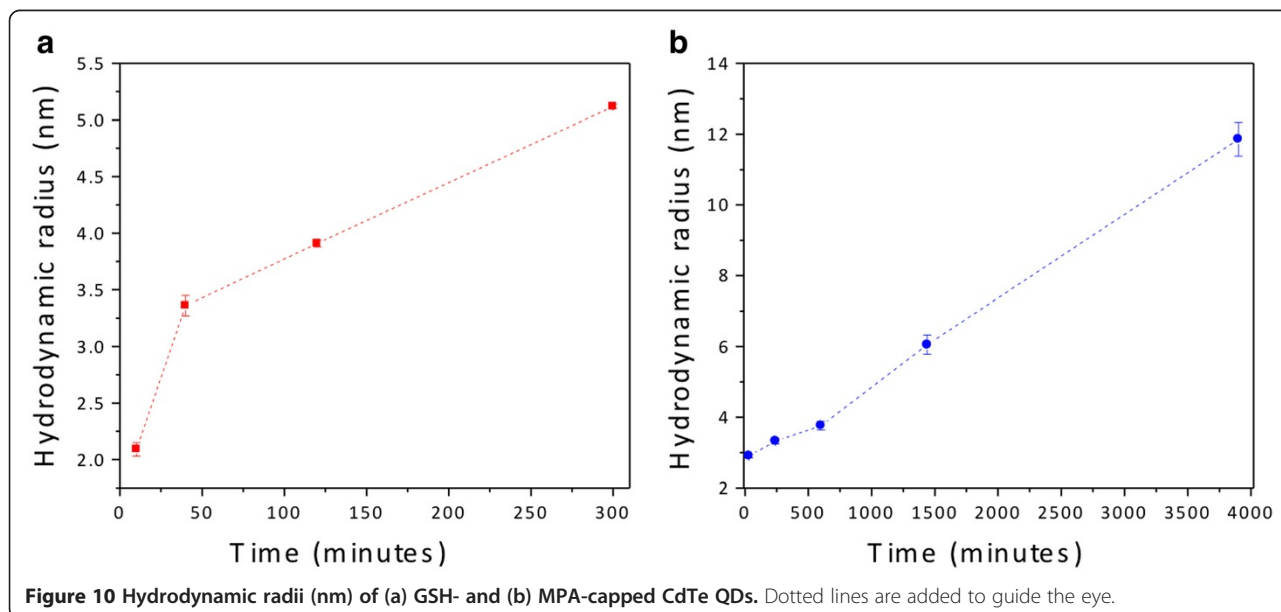 a
5.5
5.0
4.5
4.0
3.5
3.0
2.5
2.0
Hydrodynamic radius (nm)
0 50 100 150 200 250 300
Time (minutes)
b
14
12
10
8
6
4
2
Hydrodynamic radius (nm)
0 500 1000 1500 2000 2500 3000 3500 4000
Time (minutes)
Figure 10 Hydrodynamic radii (nm) of (a) GSH- and (b) MPA-capped CdTe QDs. Dotted lines are added to guide the eye.